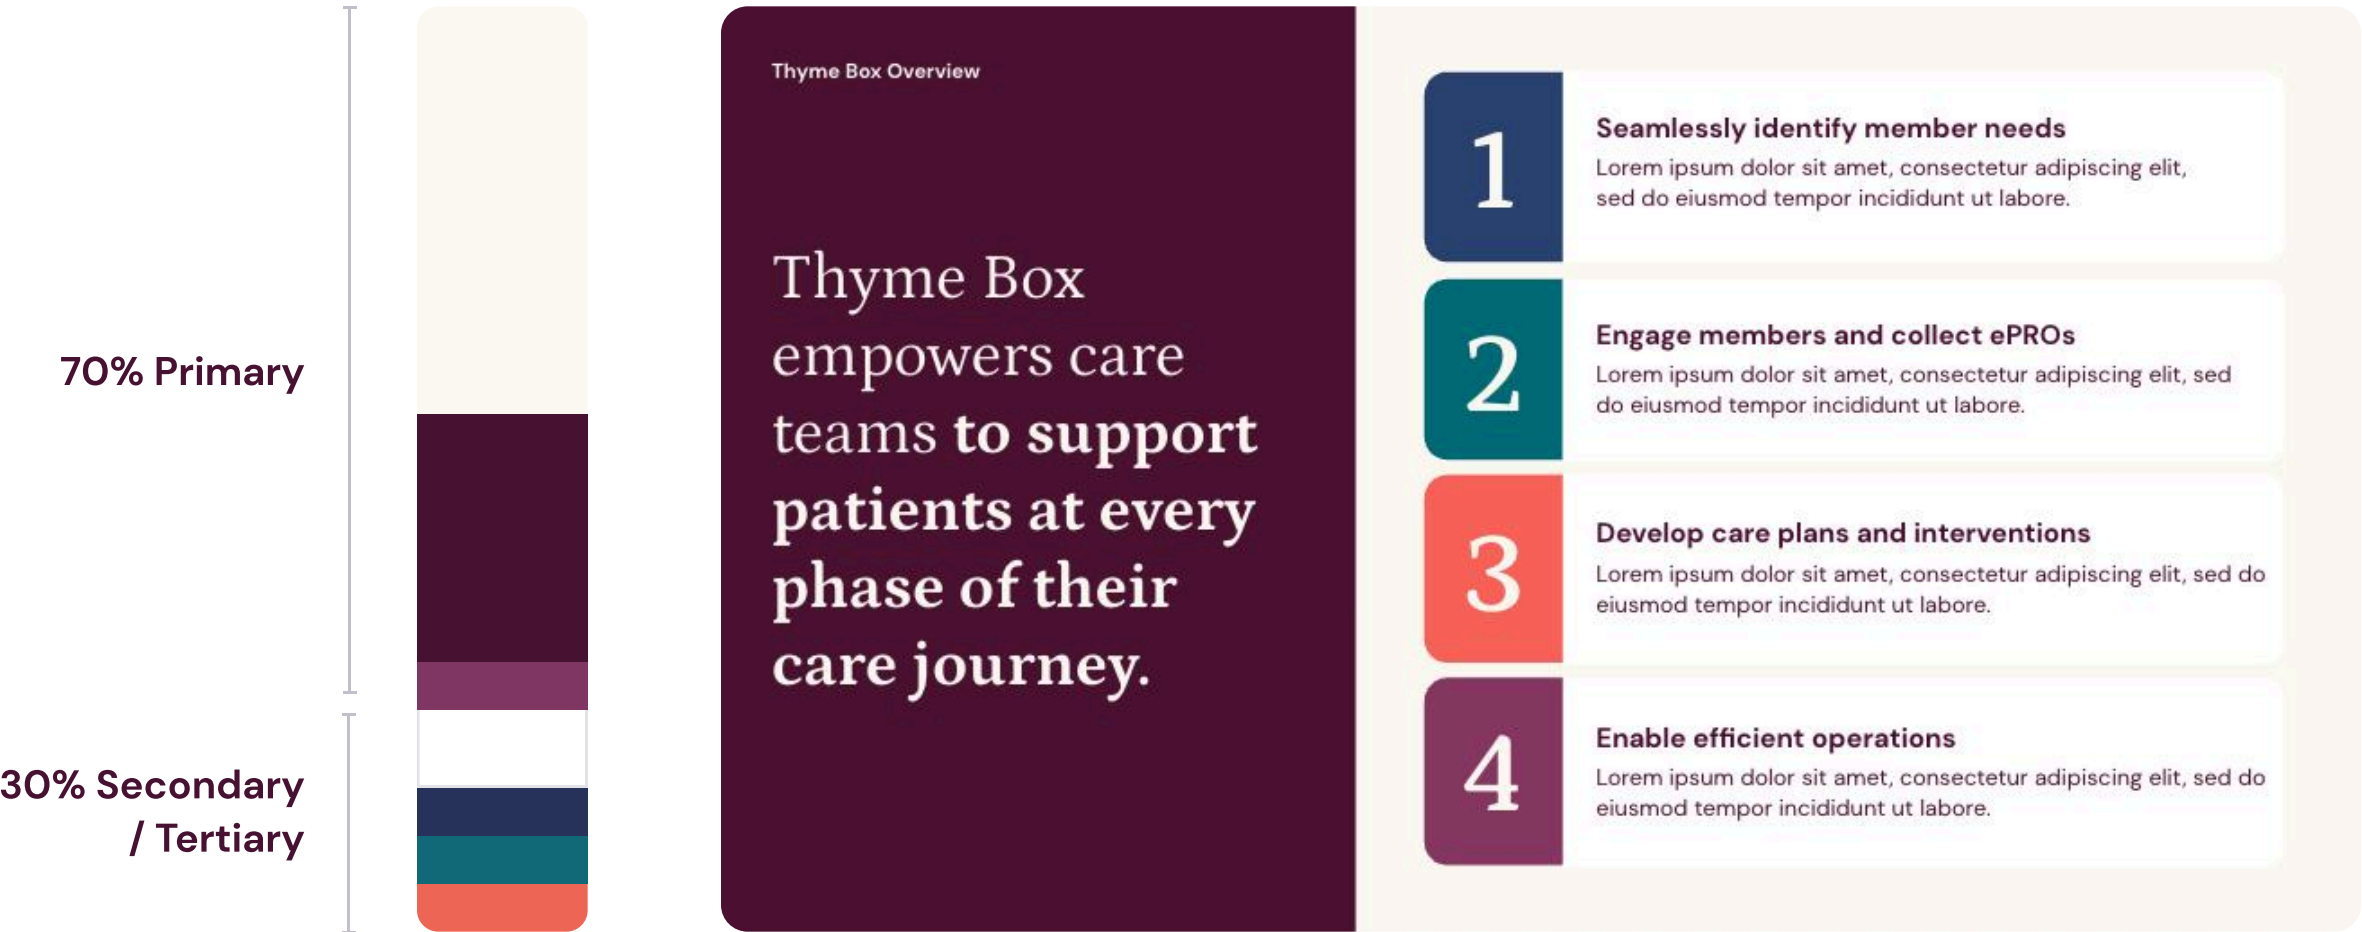 70% Primary
30% Secondary
/ Tertiary
Thyme Box Overview
Thyme Box
empowers care
teams to support
patients at every
phase of their
care journey.
1
Seamlessly identify member needs
Lorem ipsum dolor sit amet, consectetur adipiscing elit,
sed do eiusmod tempor incididunt ut labore.
2
Engage members and collect ePROs
Lorem ipsum dolor sit amet, consectetur adipiscing elit, sed
do eiusmod tempor incididunt ut labore.
3
Develop care plans and interventions
Lorem ipsum dolor sit amet, consectetur adipiscing elit, sed do
eiusmod tempor incididunt ut labore.
4
Enable efficient operations
Lorem ipsum dolor sit amet, consectetur adipiscing elit, sed do
eiusmod tempor incididunt ut labore.